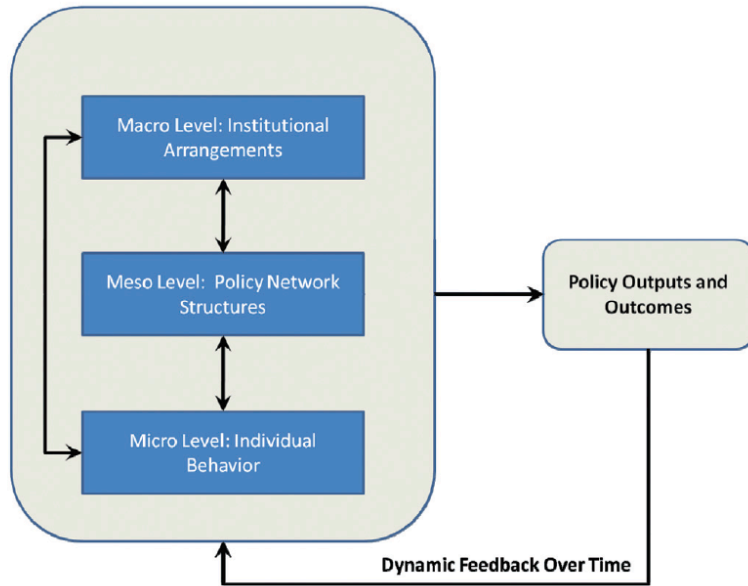 Macro Level: Institutional
Arrangements
Meso Level:  Policy Network
Structures
Micro Level: Individual
Behavior
Policy Outputs and
Outcomes
Dynamic Feedback Over Time